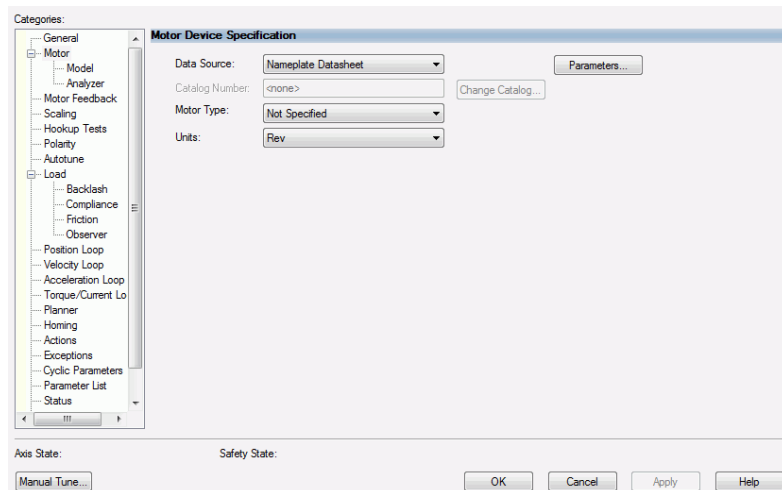 Categories:
General
Motor
Model
Analyzer
Motor Feedback
Scaling
Hookup Tests
Polarity
Autotune
Load
Backlash
Compliance
Friction
Observer
Position Loop
Velocity Loop
Acceleration Loop
Torque/Current Lo
Planner
Homing
Actions
Exceptions
Cyclic Parameters
Parameter List
Status
Motor Device Specification
Data Source: Nameplate Datasheet Parameters...
Catalog Number: <none> Change Catalog...
Motor Type: Not Specified
Units: Rev
Axis State: Safety State:
Manual Tune... OK Cancel Apply Help